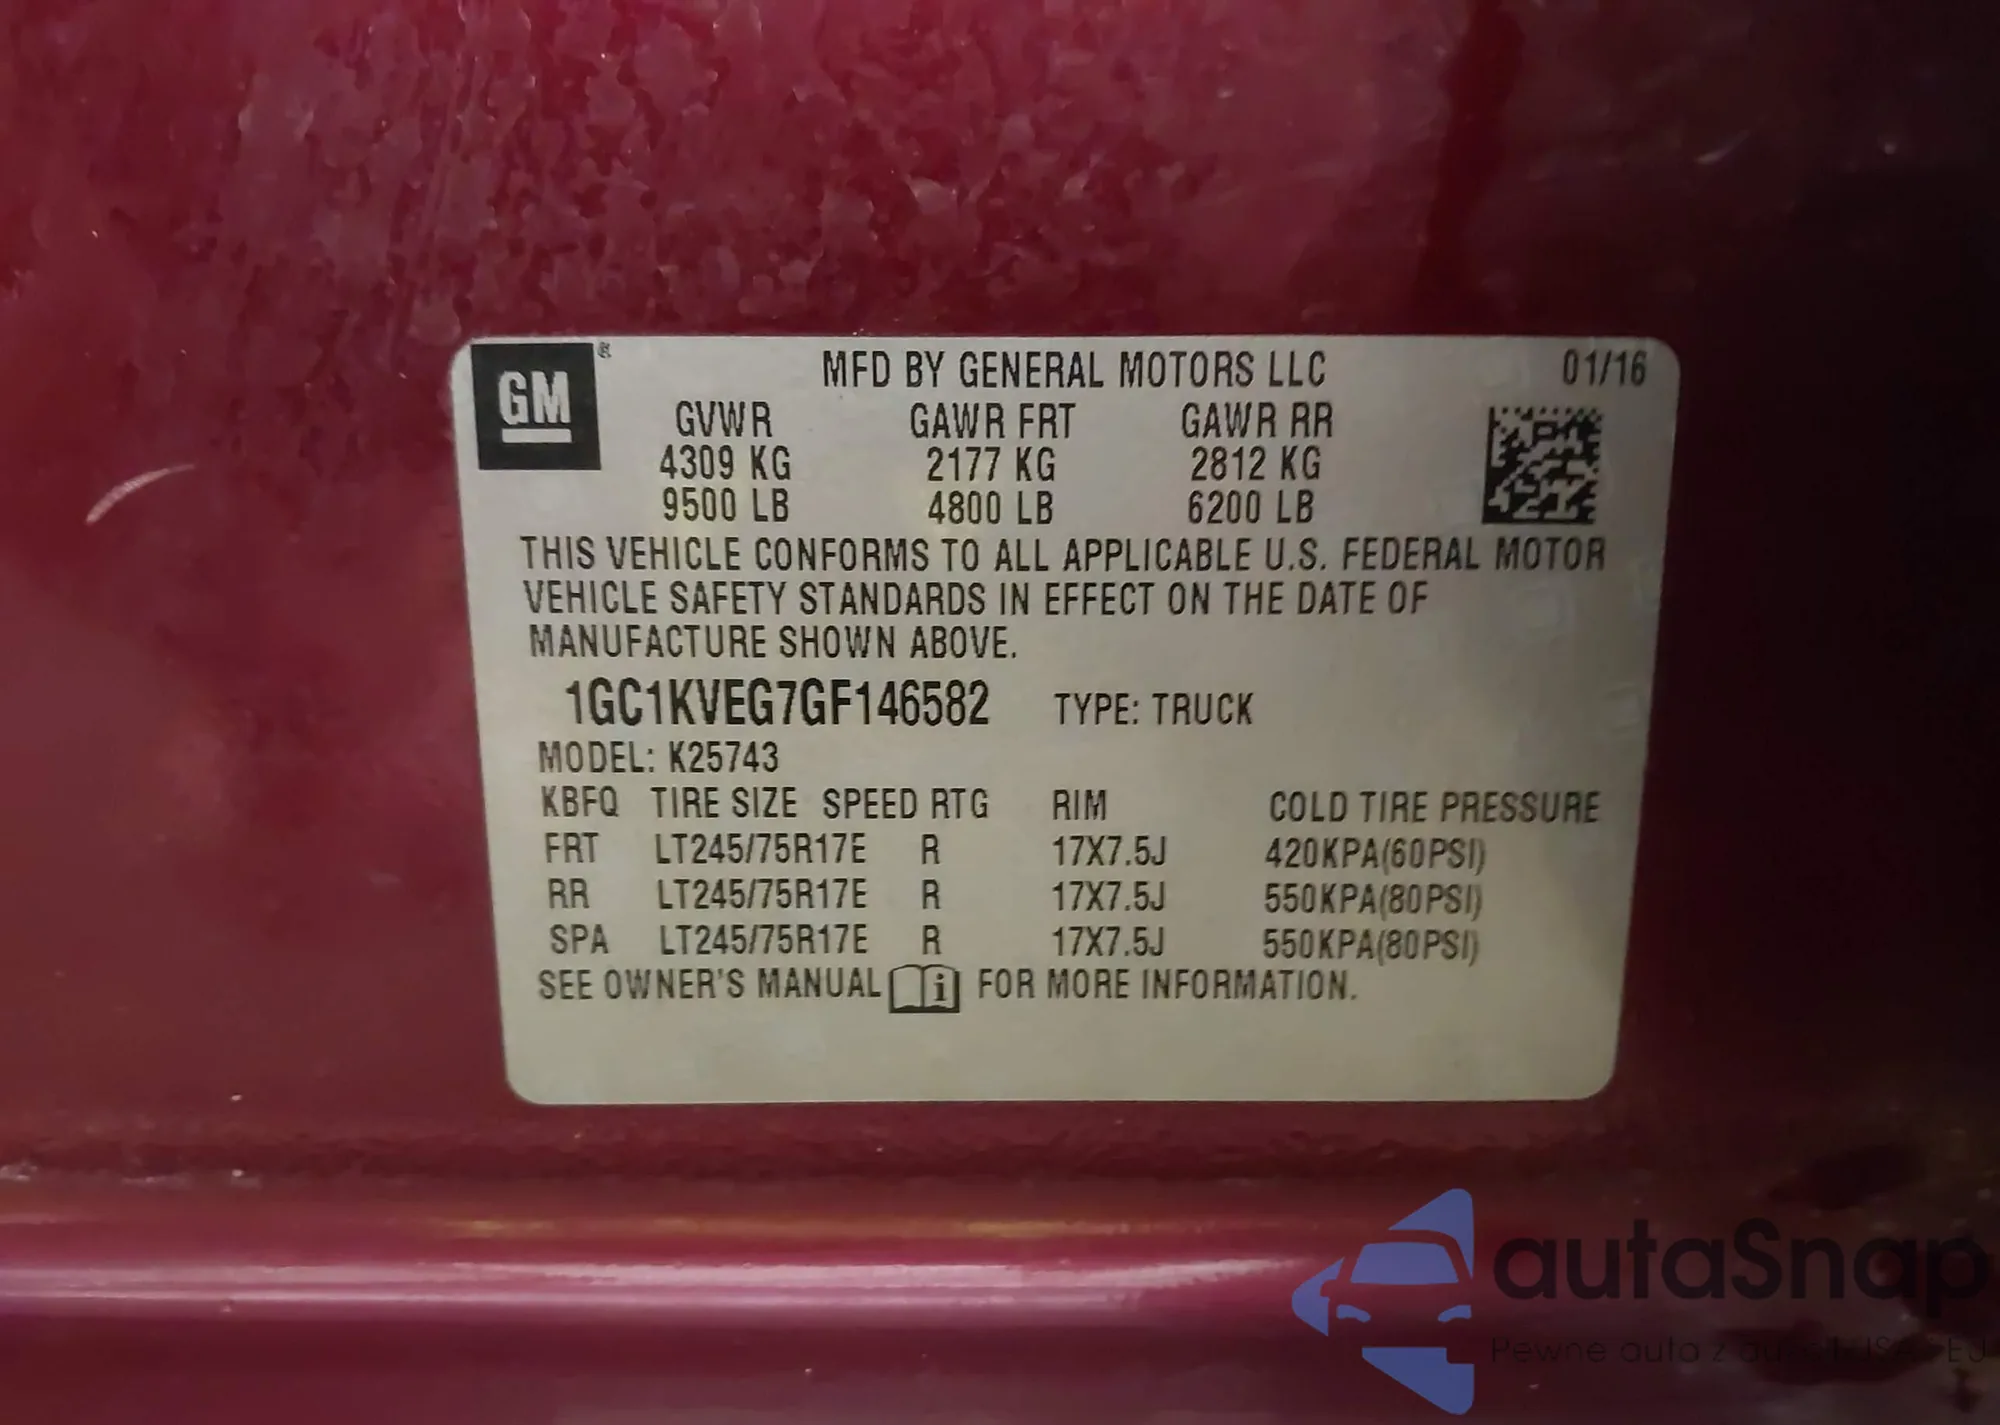 GM ® MFD BY GENERAL MOTORS LLC 01/16
GVWR GAWR FRT GAWR RR
4309 KG 2177 KG 2812 KG
9500 LB 4800 LB 6200 LB
THIS VEHICLE CONFORMS TO ALL APPLICABLE U.S. FEDERAL MOTOR
VEHICLE SAFETY STANDARDS IN EFFECT ON THE DATE OF
MANUFACTURE SHOWN ABOVE.
1GC1KVEG7GF146582 TYPE: TRUCK
MODEL: K25743
KBFQ TIRE SIZE SPEED RTG RIM COLD TIRE PRESSURE
FRT LT245/75R17E R 17X7.5J 420KPA(60PSI)
RR LT245/75R17E R 17X7.5J 550KPA(80PSI)
SPA LT245/75R17E R 17X7.5J 550KPA(80PSI)
SEE OWNER'S MANUAL i FOR MORE INFORMATION.
autaSnap
Pewne auta z USA EU